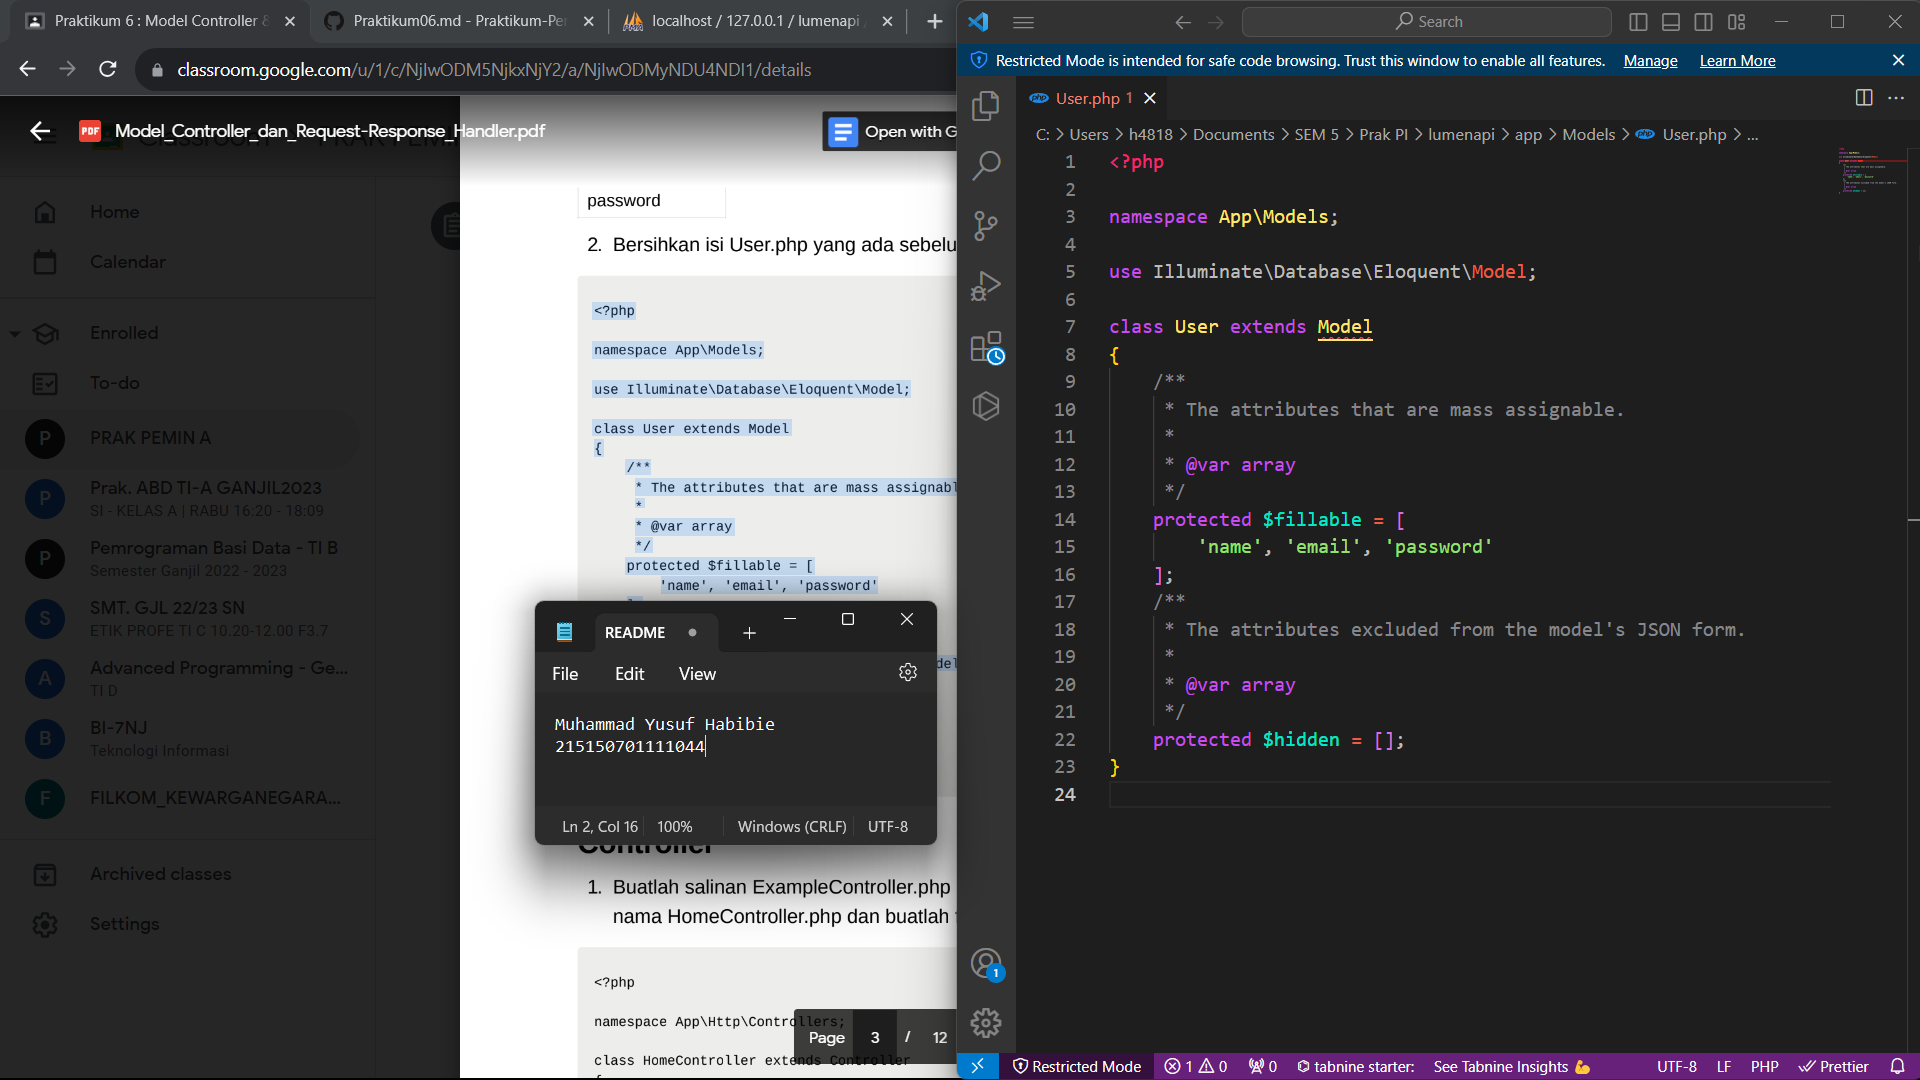 Praktikum 6 : Model Controller &
Praktikum06.md - Praktikum-Pe
localhost / 127.0.0.1 / lumenapi
classroom.google.com/u/1/c/NjIwODM5NjkxNjY2/a/NjIwODMyNDU4NDI1/details
PDF Model_Controller_dan_Request-Response_Handler.pdf
Open with G
Home
Calendar
Enrolled
To-do
P PRAK PEMIN A
P Prak. ABD TI-A GANJIL2023
SI - KELAS A | RABU 16:20 - 18:09
P Pemrograman Basi Data - TI B
Semester Ganjil 2022 - 2023
S SMT. GJL 22/23 SN
ETIK PROFE TI C 10.20-12.00 F3.7
A Advanced Programming - Ge...
TI D
B BI-7NJ
Teknologi Informasi
F FILKOM_KEWARGANEGARA...
Archived classes
Settings
password
2. Bersihkan isi User.php yang ada sebelu
<?php
namespace App\Models;
use Illuminate\Database\Eloquent\Model;
class User extends Model
{
/**
* The attributes that are mass assignabl
*
* @var array
*/
protected $fillable = [
'name', 'email', 'password'
del
README
File Edit View
Muhammad Yusuf Habibie
215150701111044
Ln 2, Col 16 100% Windows (CRLF) UTF-8
Controller
1. Buatlah salinan ExampleController.php
nama HomeController.php dan buatlah
<?php
namespace App\Http\Controllers;
class HomeController extends Controller
{
Page 3 / 12
Search
Restricted Mode is intended for safe code browsing. Trust this window to enable all features. Manage Learn More
php User.php 1
C: > Users > h4818 > Documents > SEM 5 > Prak PI > lumenapi > app > Models > php User.php > ...
1 <?php
2
3 namespace App\Models;
4
5 use Illuminate\Database\Eloquent\Model;
6
7 class User extends Model
8 {
9 /**
10 * The attributes that are mass assignable.
11 *
12 * @var array
13 */
14 protected $fillable = [
15 'name', 'email', 'password'
16 ];
17 /**
18 * The attributes excluded from the model's JSON form.
19 *
20 * @var array
21 */
22 protected $hidden = [];
23 }
24
1
Restricted Mode 1 0 0 tabnine starter: See Tabnine Insights UTF-8 LF PHP Prettier